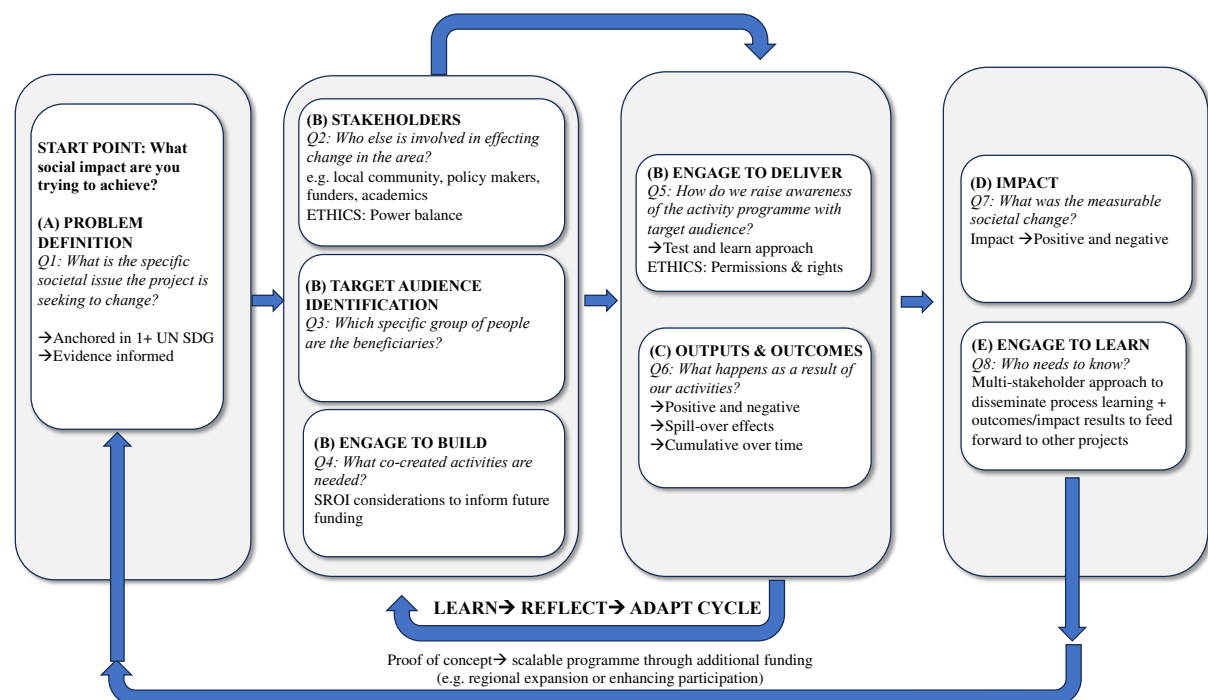 START POINT: What
social impact are you
trying to achieve?
(A) PROBLEM
DEFINITION
Q1: What is the specific
societal issue the project is
seeking to change?
→Anchored in 1+ UN SDG
→Evidence informed
(B) STAKEHOLDERS
Q2: Who else is involved in effecting
change in the area?
e.g. local community, policy makers,
funders, academics
ETHICS: Power balance
(B) TARGET AUDIENCE
IDENTIFICATION
Q3: Which specific group of people
are the beneficiaries?
(B) ENGAGE TO BUILD
Q4: What co-created activities are
needed?
SROI considerations to inform future
funding
(B) ENGAGE TO DELIVER
Q5: How do we raise awareness
of the activity programme with
target audience?
→Test and learn approach
ETHICS: Permissions & rights
(C) OUTPUTS & OUTCOMES
Q6: What happens as a result of
our activities?
→Positive and negative
→Spill-over effects
→Cumulative over time
(D) IMPACT
Q7: What was the measurable
societal change?
Impact →Positive and negative
(E) ENGAGE TO LEARN
Q8: Who needs to know?
Multi-stakeholder approach to
disseminate process learning +
outcomes/impact results to feed
forward to other projects
LEARN→ REFLECT→ ADAPT CYCLE
Proof of concept→ scalable programme through additional funding
(e.g. regional expansion or enhancing participation)